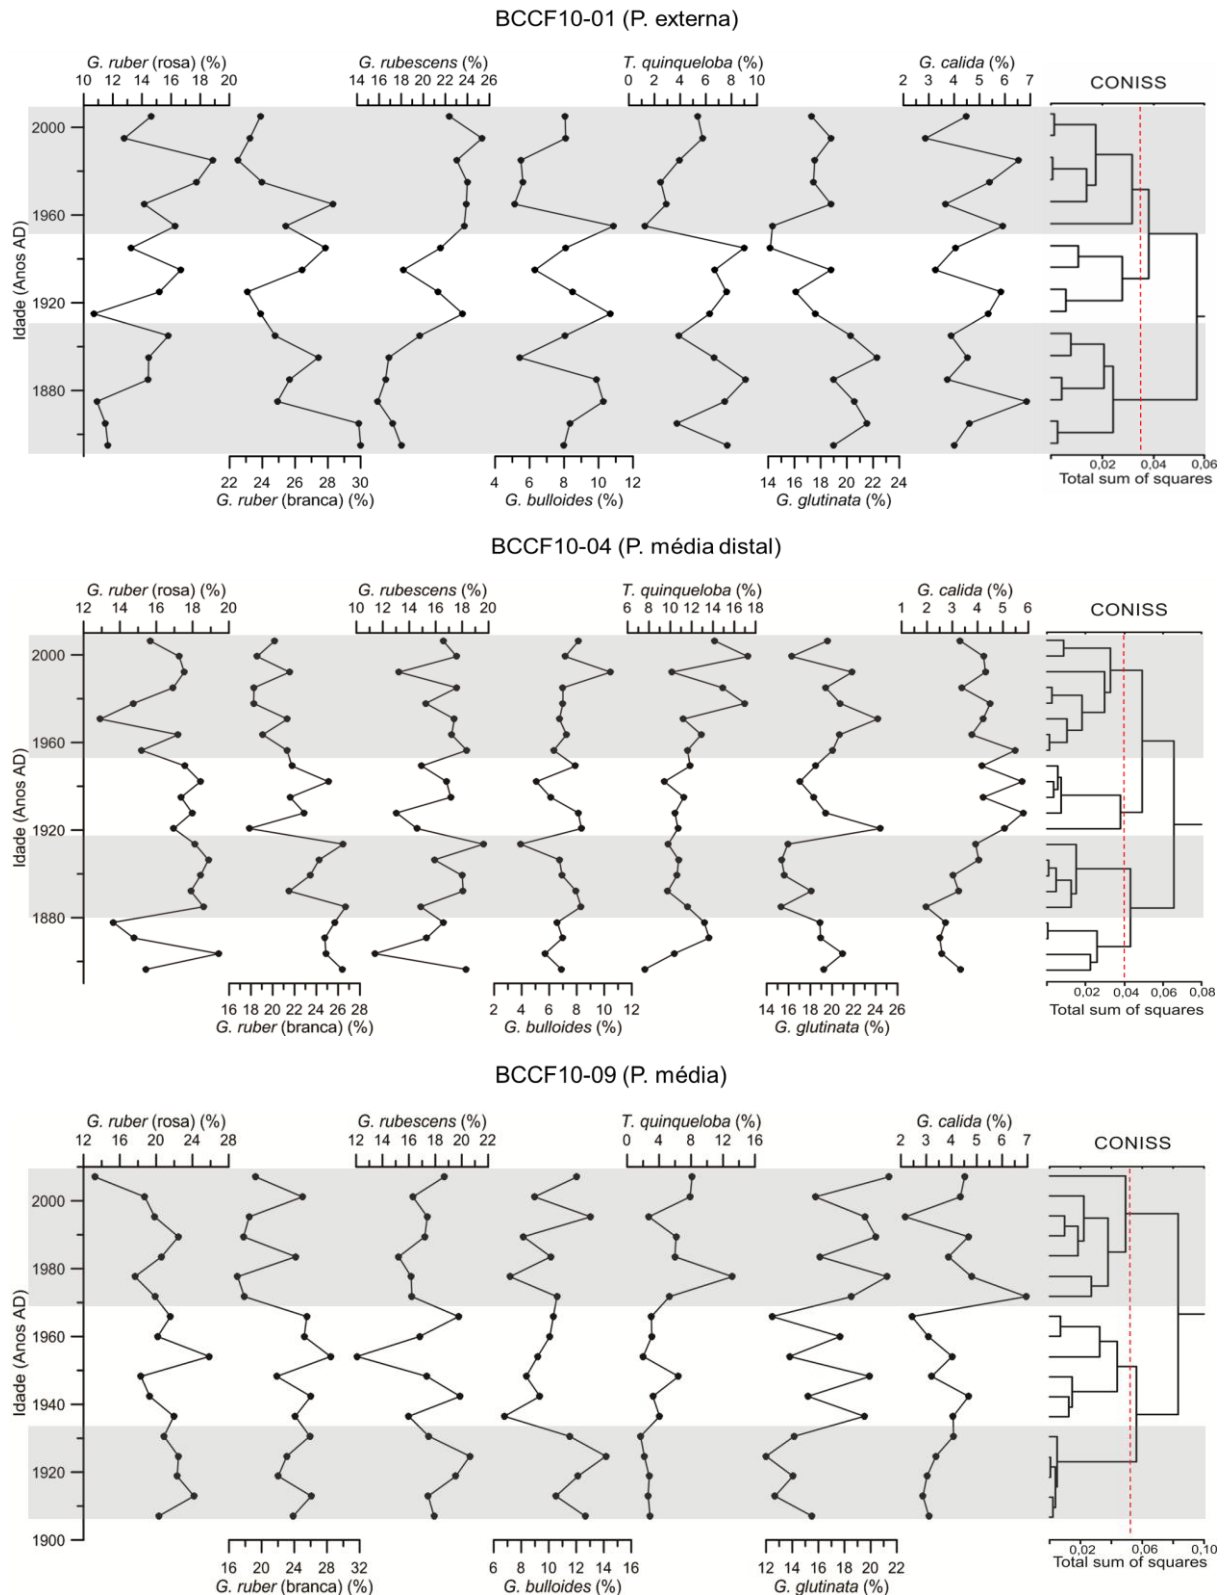 BCCF10-01 (P. externa)
G. ruber (rosa) (%) G. rubescens (%) T. quinqueloba (%) G. calida (%)
10 12 14 16 18 20 14 16 18 20 22 24 26 0 2 4 6 8 10 2 3 4 5 6 7 CONISS
2000
1960
1920
1880
Idade (Anos AD)
22 24 26 28 30 4 6 8 10 12 14 16 18 20 22 24 0,02 0,04 0,06
G. ruber (branca) (%) G. bulloides (%) G. glutinata (%) Total sum of squares
BCCF10-04 (P. média distal)
G. ruber (rosa) (%) G. rubescens (%) T. quinqueloba (%) G. calida (%)
12 14 16 18 20 10 12 14 16 18 20 6 8 10 12 14 16 18 1 2 3 4 5 6 CONISS
2000
1960
1920
1880
Idade (Anos AD)
16 18 20 22 24 26 28 2 4 6 8 10 12 14 16 18 20 22 24 26 0,02 0,04 0,06 0,08
G. ruber (branca) (%) G. bulloides (%) G. glutinata (%) Total sum of squares
BCCF10-09 (P. média)
G. ruber (rosa) (%) G. rubescens (%) T. quinqueloba (%) G. calida (%)
12 16 20 24 28 12 14 16 18 20 22 0 4 8 12 16 2 3 4 5 6 7 CONISS
2000
1980
1960
1940
1920
1900
Idade (Anos AD)
16 20 24 28 32 6 8 10 12 14 16 12 14 16 18 20 22 0,02 0,06 0,10
G. ruber (branca) (%) G. bulloides (%) G. glutinata (%) Total sum of squares